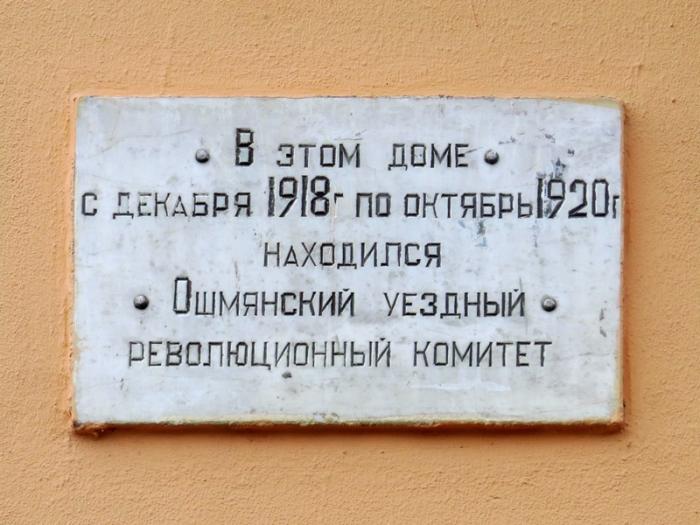 В этом доме
с декабря 1918г по октябрь 1920г
находился
Ошмянский уездный
революционный комитет